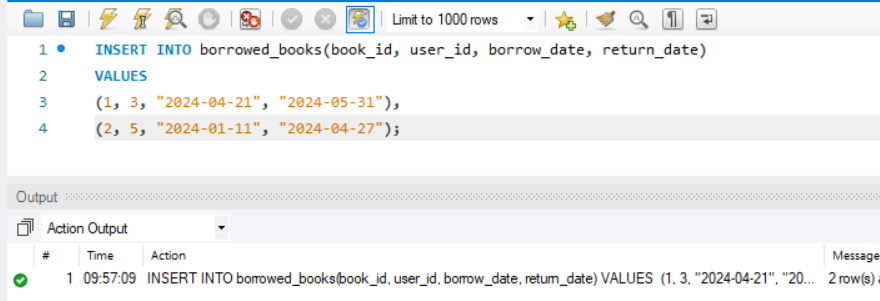 Limit to 1000 rows
1 INSERT INTO borrowed_books(book_id, user_id, borrow_date, return_date)
2 VALUES
3 (1, 3, "2024-04-21", "2024-05-31"),
4 (2, 5, "2024-01-11", "2024-04-27");
Output
Action Output
# Time Action Message
1 09:57:09 INSERT INTO borrowed_books(book_id, user_id, borrow_date, return_date) VALUES (1, 3, "2024-04-21", "20... 2 row(s) a